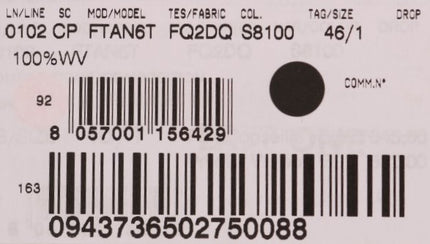 LN/LINE SC MOD/MODEL TES/FABRIC COL. TAG/SIZE DROP
0102 CP FTAN6T FQ2DQ S8100 46/1
100%WV
COMM.N°
92
8 057001 156429
163
0943736502750088